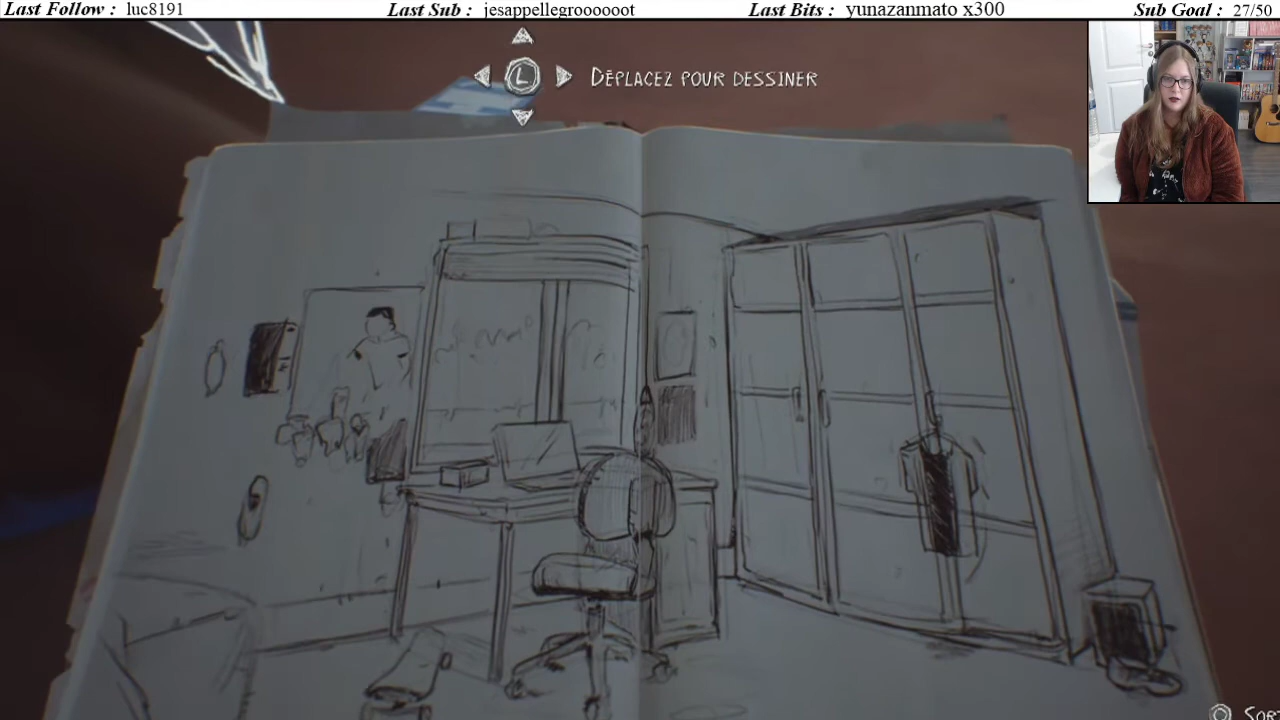 Last Follow : luc8191 Last Sub : jesappellegroooooot Last Bits : yunazanmato x300 Sub Goal : 27/50
L DÉPLACEZ POUR DESSINER